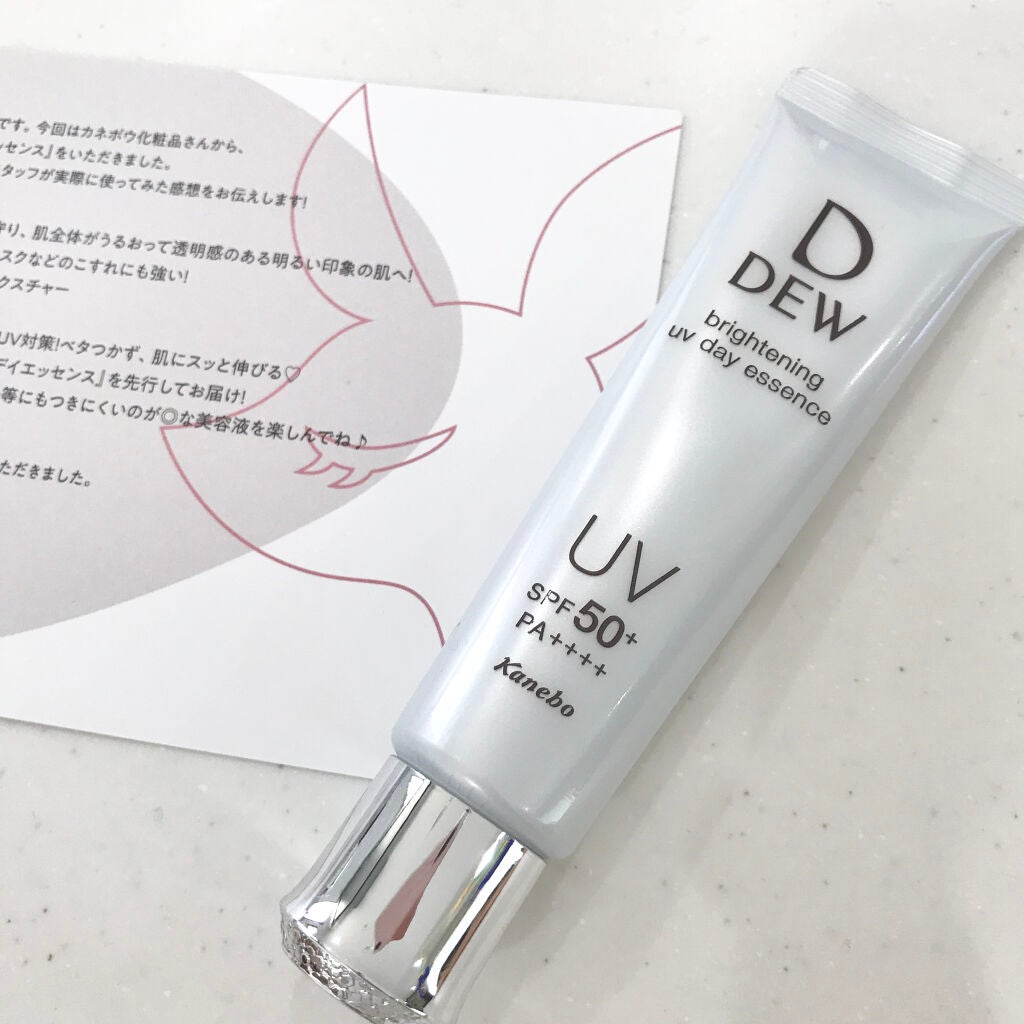 です。今回はカネボウ化粧品さんから、
ッセンス』をいただきました。
タッフが実際に使ってみた感想をお伝えします!
守り、肌全体がうるおって透明感のある明るい印象の肌へ!
スクなどのこすれにも強い!
クスチャー
UV対策!ベタつかず、肌にスッと伸びる♡
デイエッセンス』を先行してお届け!
等にもつきにくいのが◎な美容液を楽しんでね♪
ただきました。
D
DEW
brightening
uv day essence
UV
SPF50+
PA++++
Kanebo